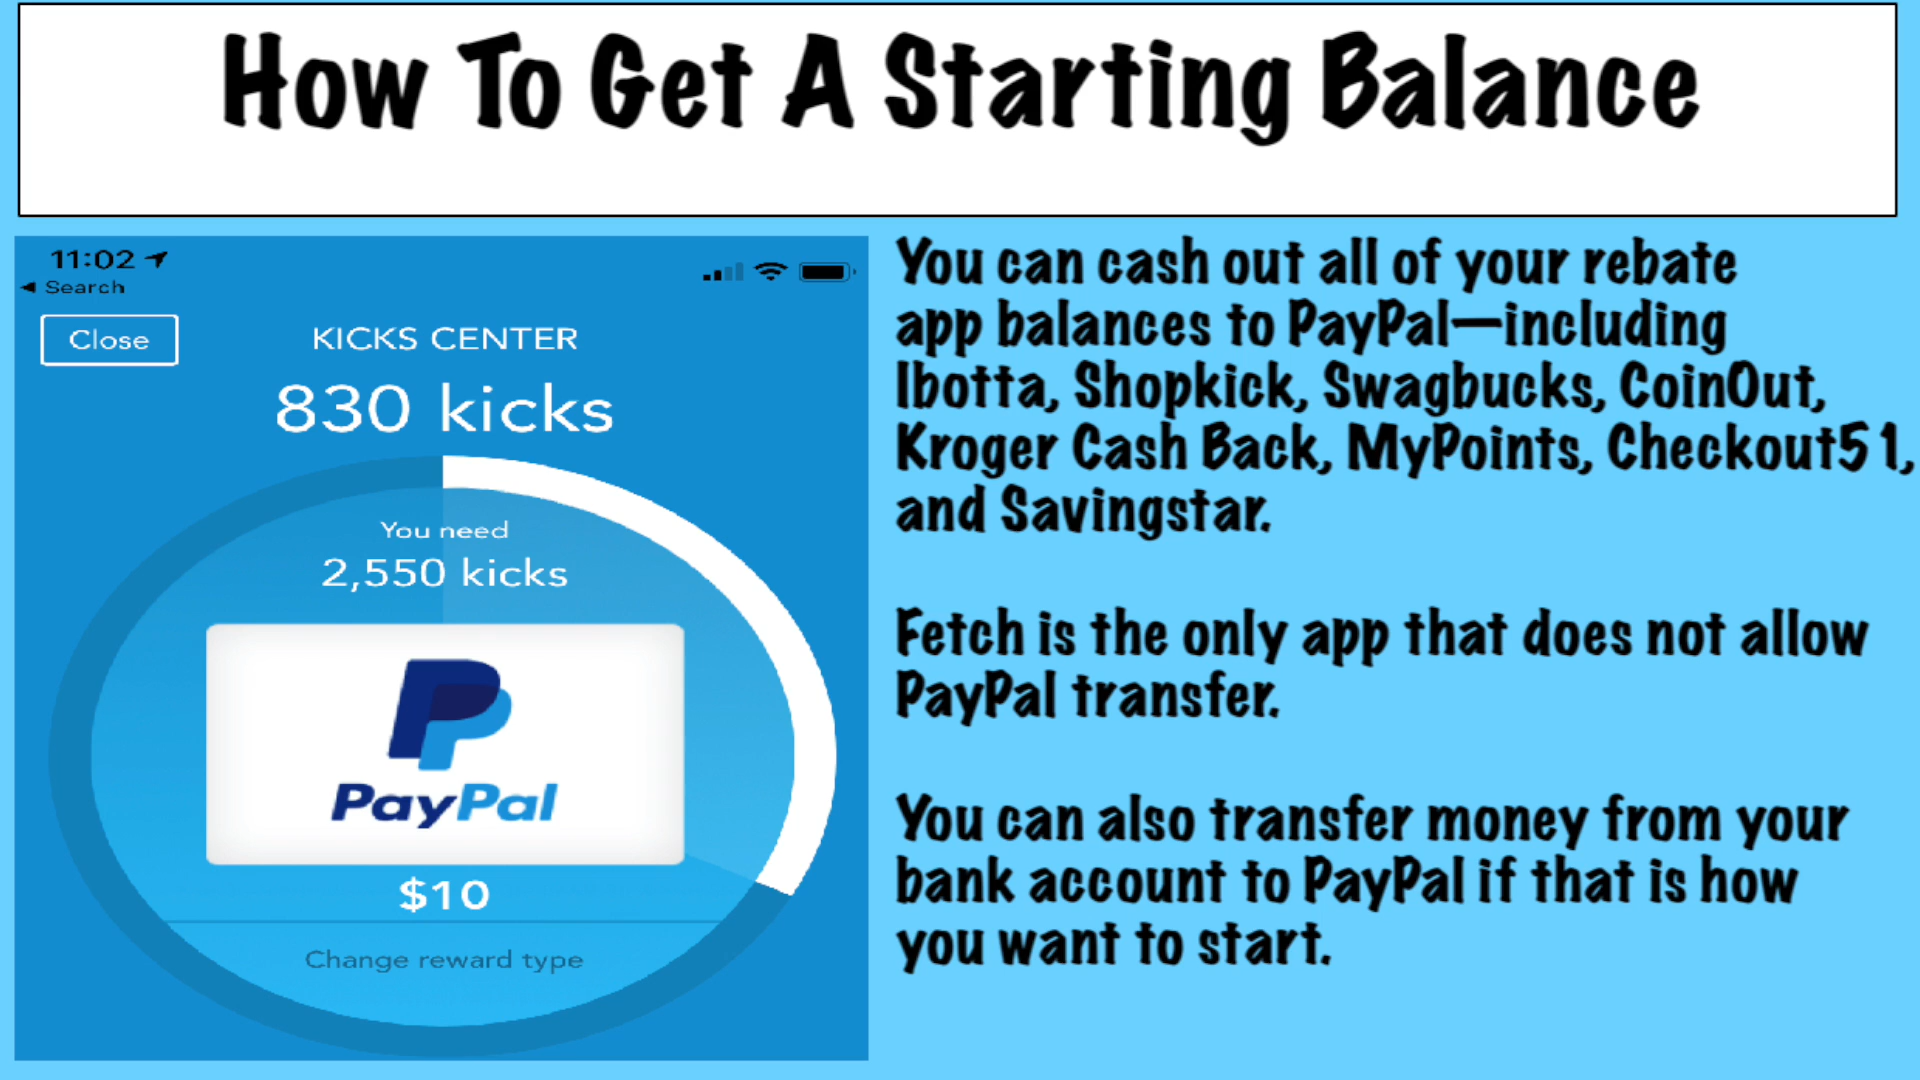 How To Get A Starting Balance
11:02
Search
Close
KICKS CENTER
830 kicks
You need
2,550 kicks
PayPal
$10
Change reward type
You can cash out all of your rebate
app balances to PayPal—including
Ibotta, Shopkick, Swagbucks, CoinOut,
Kroger Cash Back, MyPoints, Checkout51,
and Savingstar.
Fetch is the only app that does not allow
PayPal transfer.
You can also transfer money from your
bank account to PayPal if that is how
you want to start.